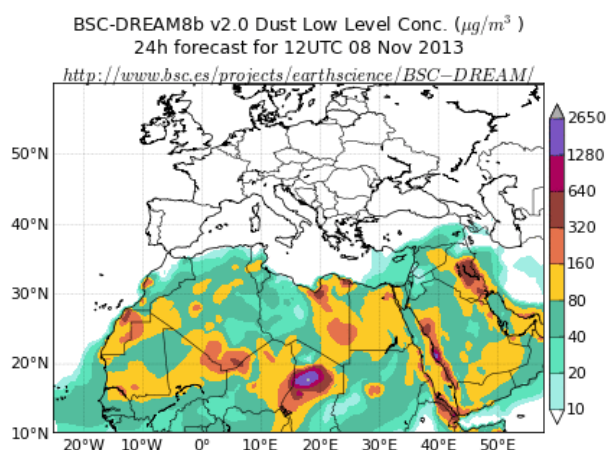 BSC-DREAM8b v2.0 Dust Low Level Conc. (μg/m³ )
24h forecast for 12UTC 08 Nov 2013
http://www.bsc.es/projects/earthscience/BSC−DREAM/
2650
1280
640
320
160
80
40
20
10
50°N
40°N
30°N
20°N
10°N
20°W 10°W 0° 10°E 20°E 30°E 40°E 50°E